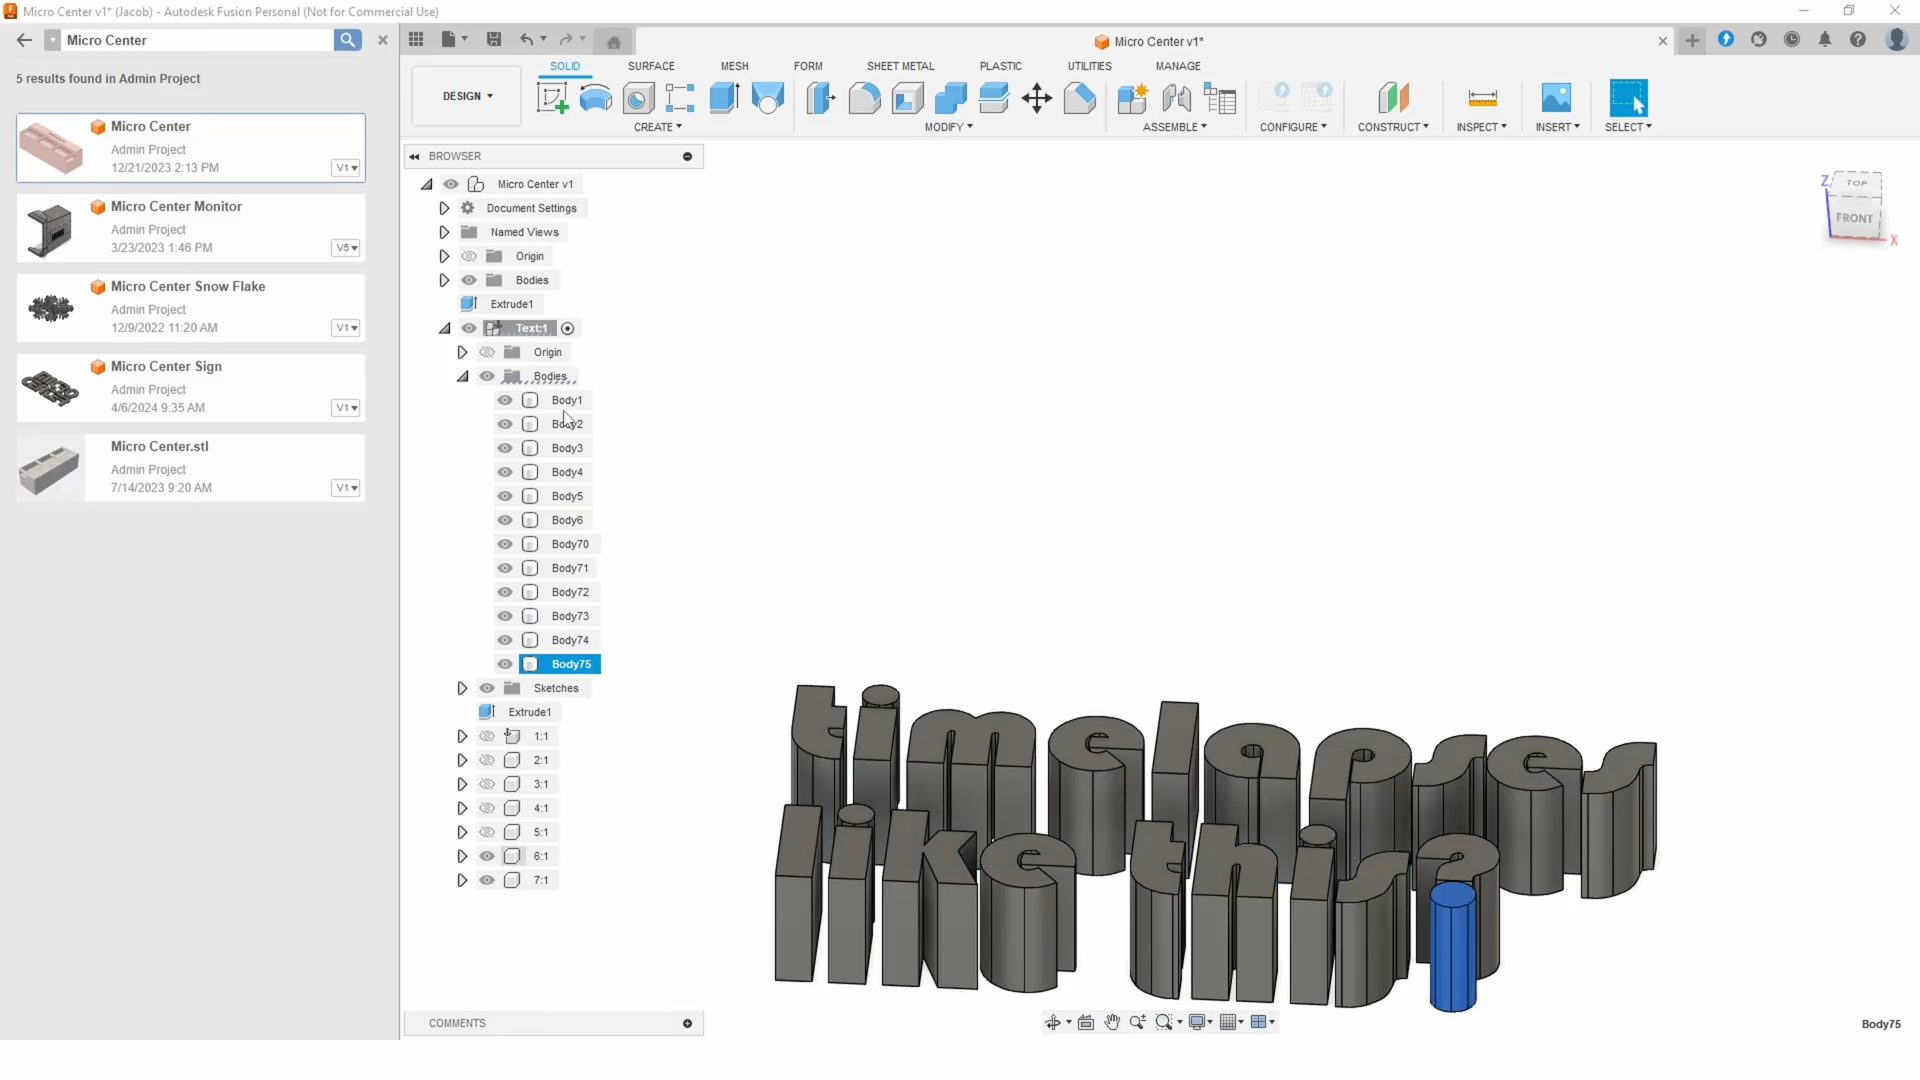 Micro Center v1* (Jacob) - Autodesk Fusion Personal (Not for Commercial Use)
Micro Center
5 results found in Admin Project
Micro Center
Admin Project
12/21/2023 2:13 PM
V1
Micro Center Monitor
Admin Project
3/23/2023 1:46 PM
V5
Micro Center Snow Flake
Admin Project
12/9/2022 11:20 AM
V1
Micro Center Sign
Admin Project
4/6/2024 9:35 AM
V1
Micro Center.stl
Admin Project
7/14/2023 9:20 AM
V1
Micro Center v1*
DESIGN
SOLID SURFACE MESH FORM SHEET METAL PLASTIC UTILITIES MANAGE
CREATE MODIFY ASSEMBLE CONFIGURE CONSTRUCT INSPECT INSERT SELECT
BROWSER
Micro Center v1
Document Settings
Named Views
Origin
Bodies
Extrude1
Text:1
Origin
Bodies
Body1
Body2
Body3
Body4
Body5
Body6
Body70
Body71
Body72
Body73
Body74
Body75
Sketches
Extrude1
1:1
2:1
3:1
4:1
5:1
6:1
7:1
COMMENTS
Z
TOP
FRONT
X
timelapses
like this?
Body75